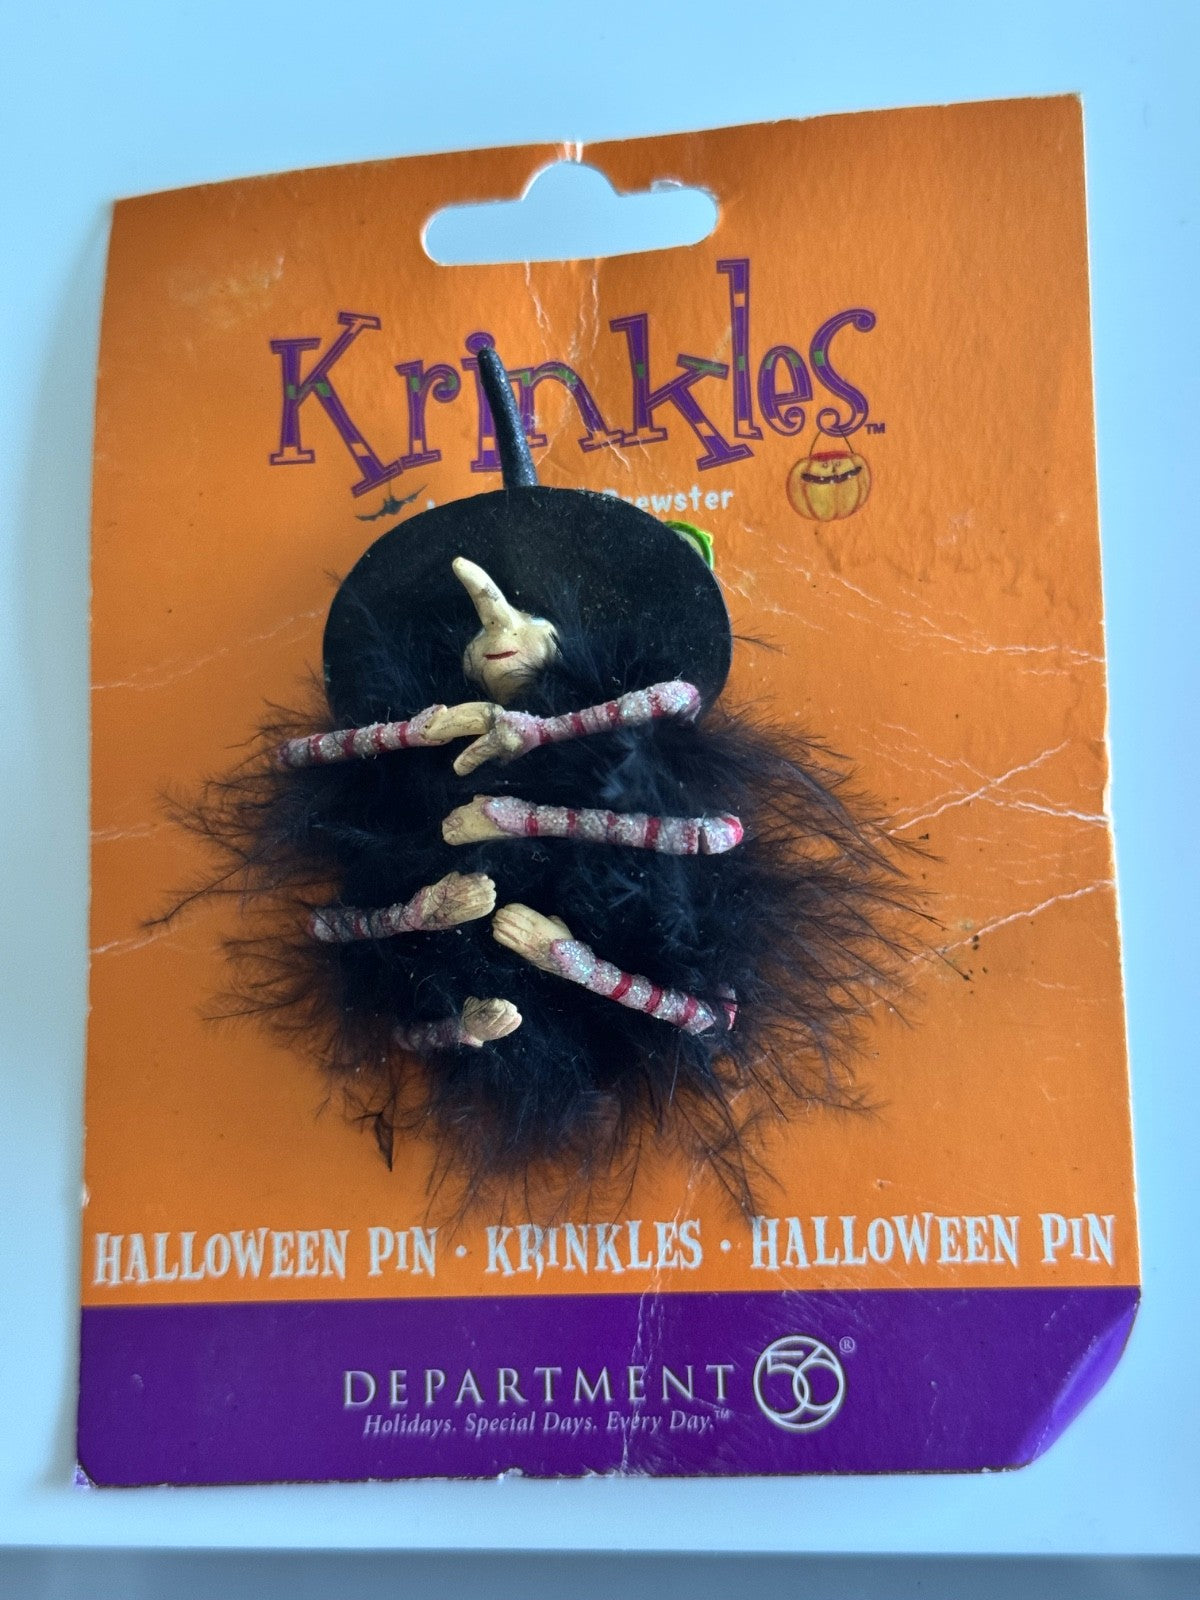 Krinkles™
HALLOWEEN PIN · KRINKLES · HALLOWEEN PIN
DEPARTMENT 56®
Holidays. Special Days. Every Day.™